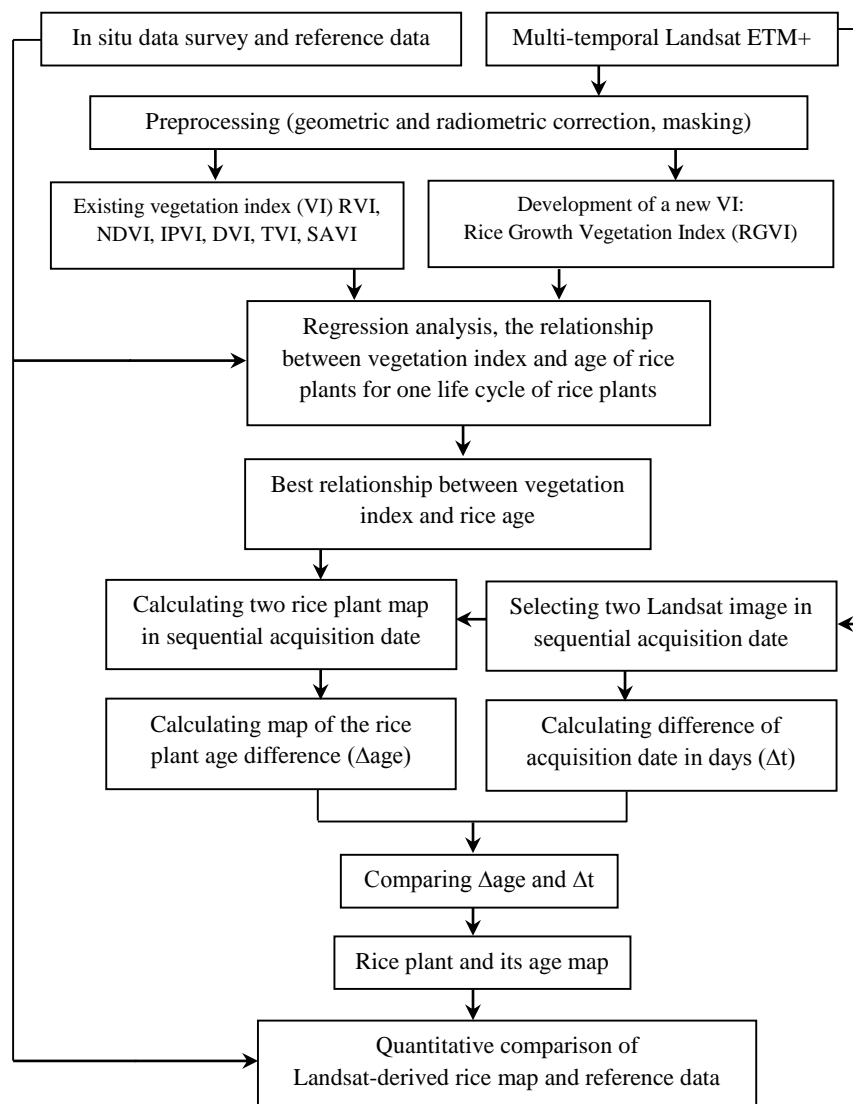 In situ data survey and reference data
Multi-temporal Landsat ETM+
Preprocessing (geometric and radiometric correction, masking)
Existing vegetation index (VI) RVI,
NDVI, IPVI, DVI, TVI, SAVI
Development of a new VI:
Rice Growth Vegetation Index (RGVI)
Regression analysis, the relationship
between vegetation index and age of rice
plants for one life cycle of rice plants
Best relationship between vegetation
index and rice age
Calculating two rice plant map
in sequential acquisition date
Selecting two Landsat image in
sequential acquisition date
Calculating map of the rice
plant age difference (Δage)
Calculating difference of
acquisition date in days (Δt)
Comparing Δage and Δt
Rice plant and its age map
Quantitative comparison of
Landsat-derived rice map and reference data